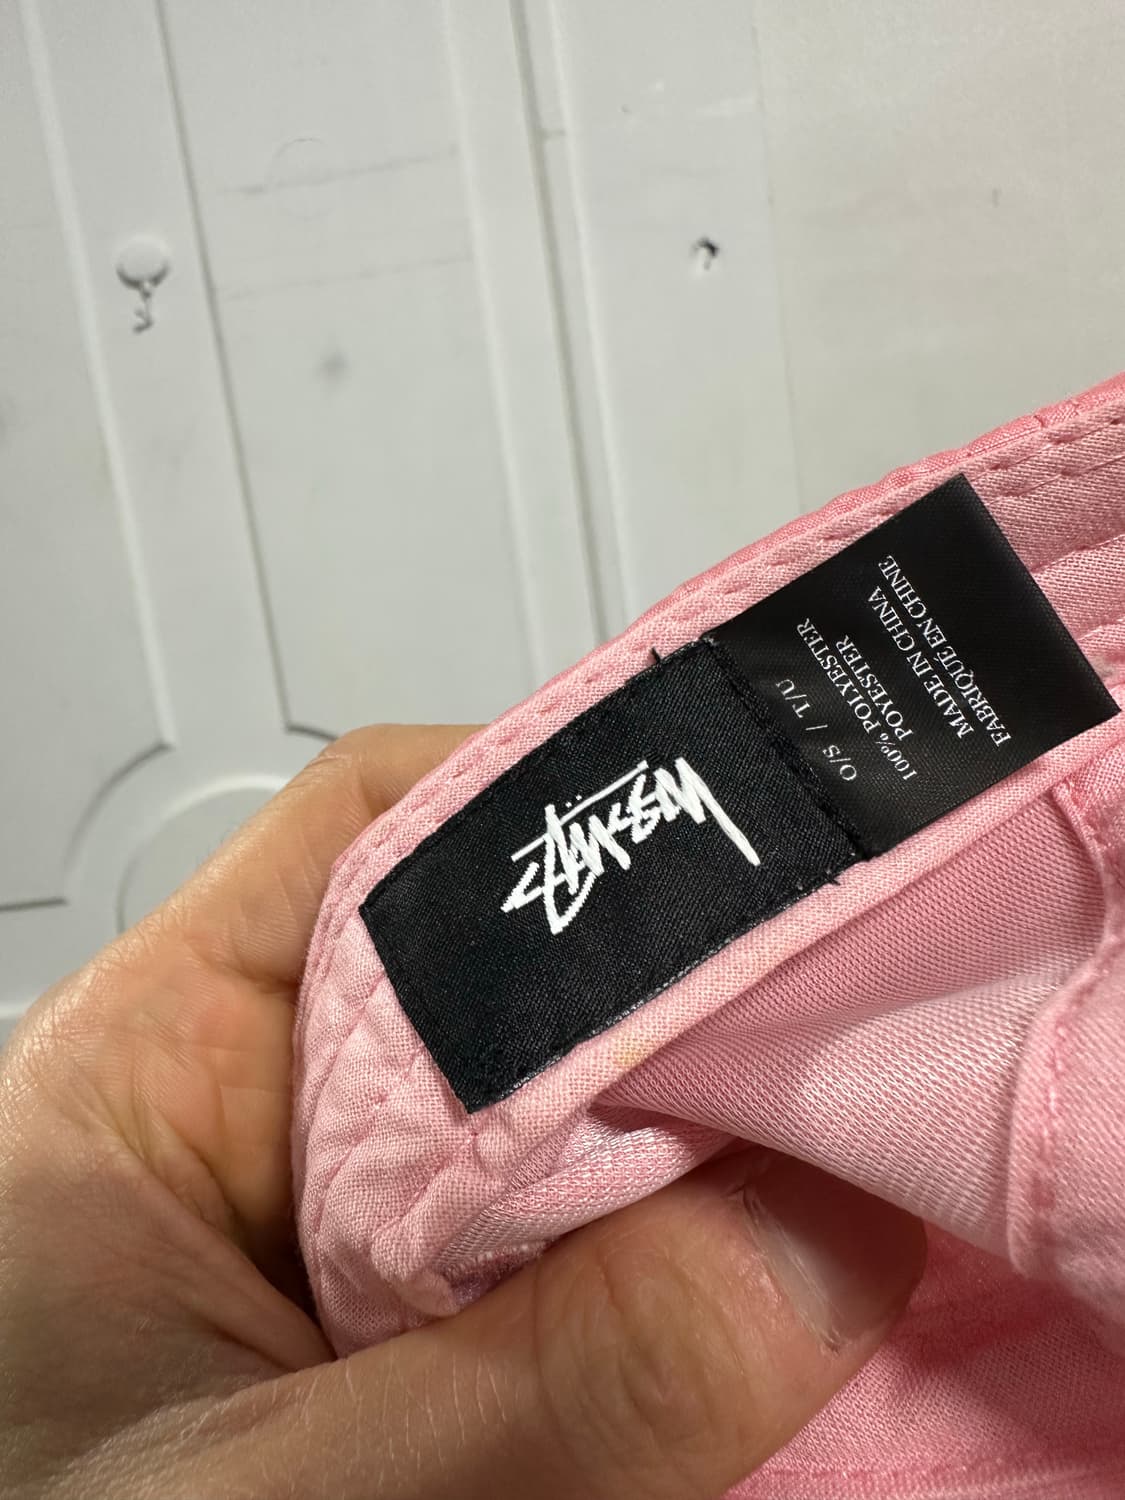 Stüssy
O/S / T/U
100% POLYESTER
POYESTER
MADE IN CHINA
FABRIQUÉ EN CHINE